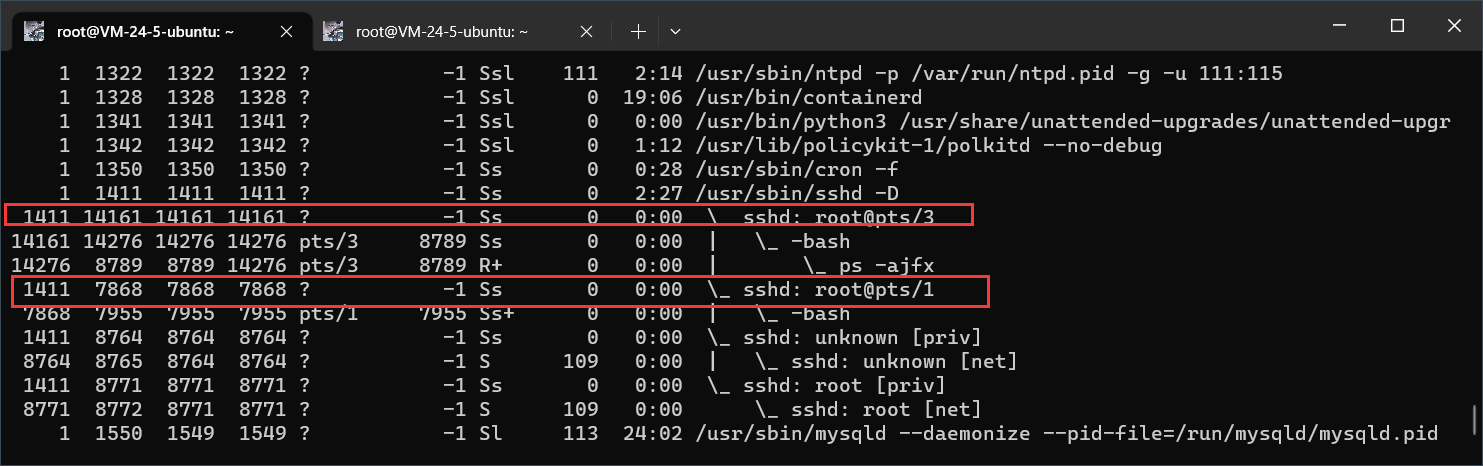 root@VM-24-5-ubuntu: ~ root@VM-24-5-ubuntu: ~
1 1322 1322 1322 ? -1 Ssl 111 2:14 /usr/sbin/ntpd -p /var/run/ntpd.pid -g -u 111:115
1 1328 1328 1328 ? -1 Ssl 0 19:06 /usr/bin/containerd
1 1341 1341 1341 ? -1 Ssl 0 0:00 /usr/bin/python3 /usr/share/unattended-upgrades/unattended-upgr
1 1342 1342 1342 ? -1 Ssl 0 1:12 /usr/lib/policykit-1/polkitd --no-debug
1 1350 1350 1350 ? -1 Ss 0 0:28 /usr/sbin/cron -f
1 1411 1411 1411 ? -1 Ss 0 2:27 /usr/sbin/sshd -D
1411 14161 14161 14161 ? -1 Ss 0 0:00 \_ sshd: root@pts/3
14161 14276 14276 14276 pts/3 8789 Ss 0 0:00 | \_ -bash
14276 8789 8789 14276 pts/3 8789 R+ 0 0:00 | \_ ps -ajfx
1411 7868 7868 7868 ? -1 Ss 0 0:00 \_ sshd: root@pts/1
7868 7955 7955 7955 pts/1 7955 Ss+ 0 0:00 | \_ -bash
1411 8764 8764 8764 ? -1 Ss 0 0:00 \_ sshd: unknown [priv]
8764 8765 8764 8764 ? -1 S 109 0:00 | \_ sshd: unknown [net]
1411 8771 8771 8771 ? -1 Ss 0 0:00 \_ sshd: root [priv]
8771 8772 8771 8771 ? -1 S 109 0:00 \_ sshd: root [net]
1 1550 1549 1549 ? -1 Sl 113 24:02 /usr/sbin/mysqld --daemonize --pid-file=/run/mysqld/mysqld.pid